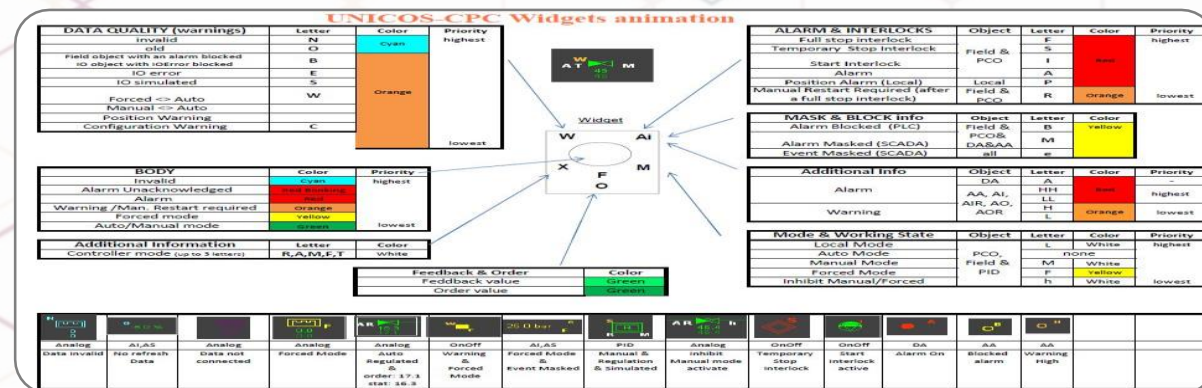 UNICOS-CPC Widgets animation
DATA QUALITY (warnings) Letter Color Priority
Invalid N Cyan highest
old O
Field object with an alarm blocked
IO object with IOError blocked B
IO error E Orange
IO simulated S
Forced <> Auto W
Manual <> Auto
Position Warning
Configuration Warning C lowest
BODY Color Priority
Invalid Cyan highest
Alarm Unacknowledged Red Blinking
Alarm Red
Warning /Man. Restart required Orange
Forced mode Yellow
Auto/Manual mode Green lowest
Additional Information Letter Color
Controller mode (up to 3 letters) R,A,M,F,T White
W
A T M
45
Widget
W Ai
X M
F
O
Feedback & Order Color
Feddback value Green
Order value Green
ALARM & INTERLOCKS Object Letter Color Priority
Full stop interlock F highest
Temporary Stop Interlock Field & S
Start Interlock PCO I Red
Alarm A
Position Alarm (Local) Local P
Manual Restart Required (after
a full stop interlock) Field &
PCO R Orange lowest
MASK & BLOCK info Object Letter Color
Alarm Blocked (PLC) Field & B Yellow
Alarm Masked (SCADA) PCO&
DA&AA M
Event Masked (SCADA) all e
Additional Info Object Letter Color Priority
Alarm DA A Red -
AA, AI, HH highest
AIR, AO, LL
Warning AOR H Orange lowest
L
Mode & Working State Object Letter Color Priority
Local Mode L White highest
Auto Mode PCO, none
Manual Mode Field & M White
Forced Mode PID F Yellow
Inhibit Manual/Forced h White lowest
N
F
AR
W
25.0 bar
R M
AR h
A
B
H
Analog AI,AS Analog Analog Analog OnOff AI,AS PID Analog OnOff OnOff DA AA AA
Data Invalid
No refresh
Data
Data not
connected
Forced Mode
Auto
Regulated
&
order: 17.1
stat: 16.3
Warning
&
Forced
Mode
Forced Mode
&
Event Masked
Manual &
Regulation
& Simulated
Inhibit
Manual mode
activate
Temporary
Stop
Interlock
Start
Interlock
active
Alarm On
Blocked
alarm
Warning
High